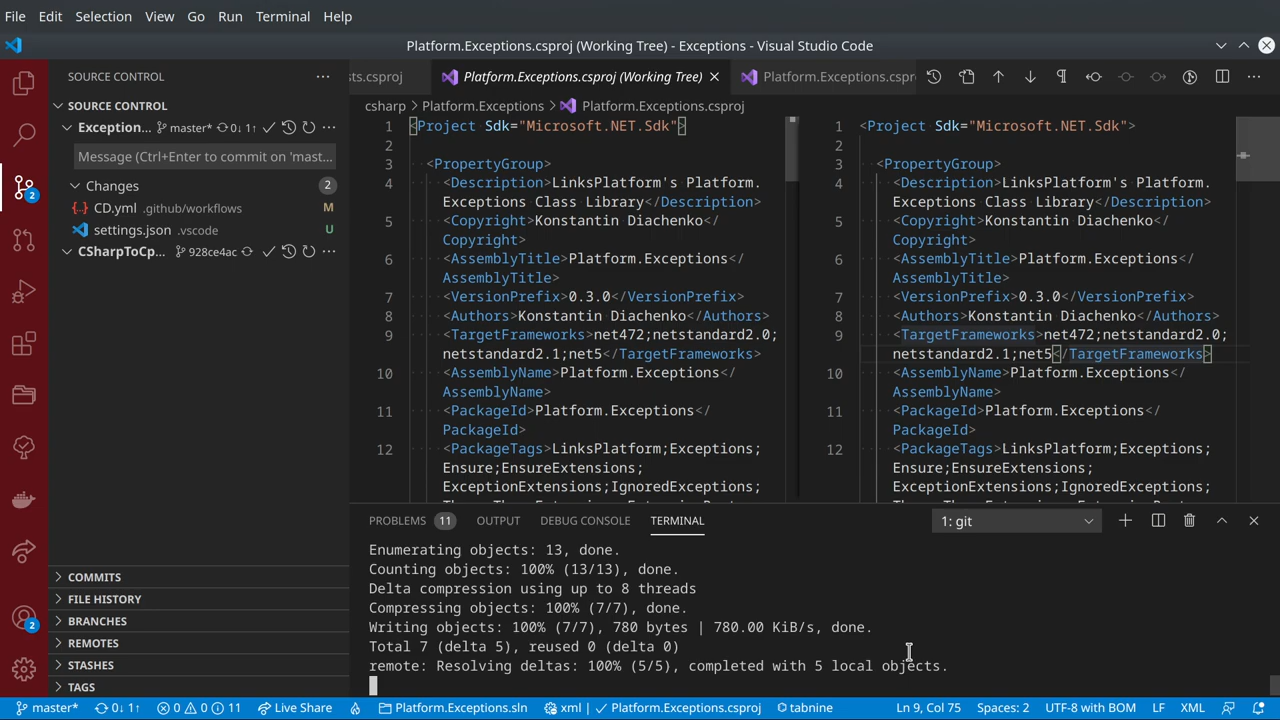 File Edit Selection View Go Run Terminal Help
Platform.Exceptions.csproj (Working Tree) - Exceptions - Visual Studio Code
SOURCE CONTROL
sts.csproj
Platform.Exceptions.csproj (Working Tree)
Platform.Exceptions.cspr
SOURCE CONTROL
Exception... master* 0↓ 1↑
Message (Ctrl+Enter to commit on 'mast...
Changes 2
CD.yml .github/workflows M
settings.json .vscode U
CSharpToCp... 928ce4ac
2
2
COMMITS
FILE HISTORY
BRANCHES
REMOTES
STASHES
TAGS
csharp > Platform.Exceptions > Platform.Exceptions.csproj
1 <Project Sdk="Microsoft.NET.Sdk">
2
3 <PropertyGroup>
4 <Description>LinksPlatform's Platform.
Exceptions Class Library</Description>
5 <Copyright>Konstantin Diachenko</
Copyright>
6 <AssemblyTitle>Platform.Exceptions</
AssemblyTitle>
7 <VersionPrefix>0.3.0</VersionPrefix>
8 <Authors>Konstantin Diachenko</Authors>
9 <TargetFrameworks>net472;netstandard2.0;
netstandard2.1;net5</TargetFrameworks>
10 <AssemblyName>Platform.Exceptions</
AssemblyName>
11 <PackageId>Platform.Exceptions</
PackageId>
12 <PackageTags>LinksPlatform;Exceptions;
Ensure;EnsureExtensions;
ExceptionExtensions;IgnoredExceptions;
1 <Project Sdk="Microsoft.NET.Sdk">
2
3 <PropertyGroup>
4 <Description>LinksPlatform's Platform.
Exceptions Class Library</Description>
5 <Copyright>Konstantin Diachenko</
Copyright>
6 <AssemblyTitle>Platform.Exceptions</
AssemblyTitle>
7 <VersionPrefix>0.3.0</VersionPrefix>
8 <Authors>Konstantin Diachenko</Authors>
9 <TargetFrameworks>net472;netstandard2.0;
netstandard2.1;net5</TargetFrameworks>
10 <AssemblyName>Platform.Exceptions</
AssemblyName>
11 <PackageId>Platform.Exceptions</
PackageId>
12 <PackageTags>LinksPlatform;Exceptions;
Ensure;EnsureExtensions;
ExceptionExtensions;IgnoredExceptions;
PROBLEMS 11 OUTPUT DEBUG CONSOLE TERMINAL 1: git
Enumerating objects: 13, done.
Counting objects: 100% (13/13), done.
Delta compression using up to 8 threads
Compressing objects: 100% (7/7), done.
Writing objects: 100% (7/7), 780 bytes | 780.00 KiB/s, done.
Total 7 (delta 5), reused 0 (delta 0)
remote: Resolving deltas: 100% (5/5), completed with 5 local objects.
master* 0↓ 1↑ 0 0 11 Live Share Platform.Exceptions.sln xml Platform.Exceptions.csproj tabnine Ln 9, Col 75 Spaces: 2 UTF-8 with BOM LF XML